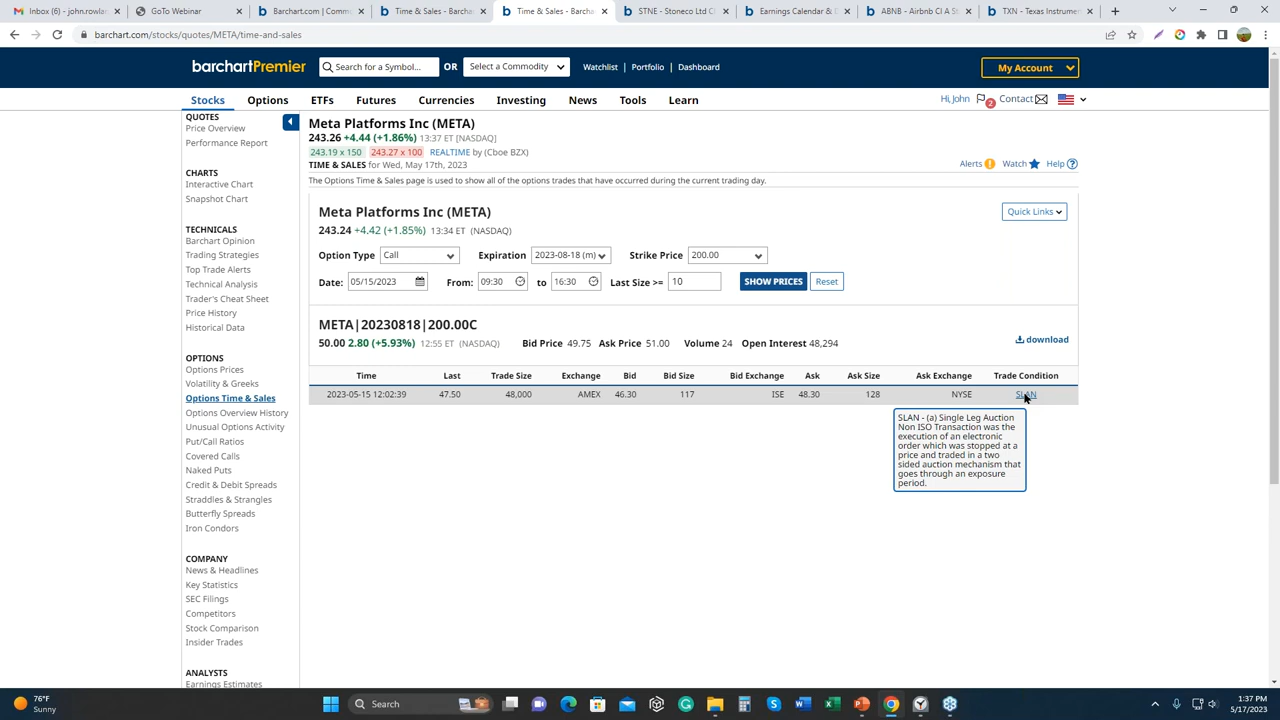 Inbox (6) - john.rowlan
GoTo Webinar
Barchart.com | Comm
Time & Sales - Barcha
Time & Sales - Barcha
STNE - Stoneco Ltd Cl
Earnings Calendar & D
ABNB - Airbnb Cl A St
TXN - Texas Instrumen
barchart.com/stocks/quotes/META/time-and-sales
barchartPremier
Search for a Symbol...
OR
Select a Commodity
Watchlist | Portfolio | Dashboard
My Account
Stocks Options ETFs Futures Currencies Investing News Tools Learn
Hi, John 2 Contact
QUOTES
Price Overview
Performance Report
CHARTS
Interactive Chart
Snapshot Chart
TECHNICALS
Barchart Opinion
Trading Strategies
Top Trade Alerts
Technical Analysis
Trader's Cheat Sheet
Price History
Historical Data
OPTIONS
Options Prices
Volatility & Greeks
Options Time & Sales
Options Overview History
Unusual Options Activity
Put/Call Ratios
Covered Calls
Naked Puts
Credit & Debit Spreads
Straddles & Strangles
Butterfly Spreads
Iron Condors
COMPANY
News & Headlines
Key Statistics
SEC Filings
Competitors
Stock Comparison
Insider Trades
ANALYSTS
Earnings Estimates
Meta Platforms Inc (META)
243.26 +4.44 (+1.86%) 13:37 ET [NASDAQ]
243.19 x 150 243.27 x 100 REALTIME by (Cboe BZX)
TIME & SALES for Wed, May 17th, 2023
Alerts Watch Help
The Options Time & Sales page is used to show all of the options trades that have occurred during the current trading day.
Meta Platforms Inc (META)
Quick Links
243.24 +4.42 (+1.85%) 13:34 ET (NASDAQ)
Option Type Call Expiration 2023-08-18 (m) Strike Price 200.00
Date: 05/15/2023 From: 09:30 to 16:30 Last Size >= 10 SHOW PRICES Reset
META|20230818|200.00C
50.00 2.80 (+5.93%) 12:55 ET (NASDAQ) Bid Price 49.75 Ask Price 51.00 Volume 24 Open Interest 48,294
download
Time Last Trade Size Exchange Bid Bid Size Bid Exchange Ask Ask Size Ask Exchange Trade Condition
2023-05-15 12:02:39 47.50 48,000 AMEX 46.30 117 ISE 48.30 128 NYSE SLAN
SLAN - (a) Single Leg Auction
Non ISO Transaction was the
execution of an electronic
order which was stopped at a
price and traded in a two
sided auction mechanism that
goes through an exposure
period.
76°F
Sunny
Search
1:37 PM
5/17/2023